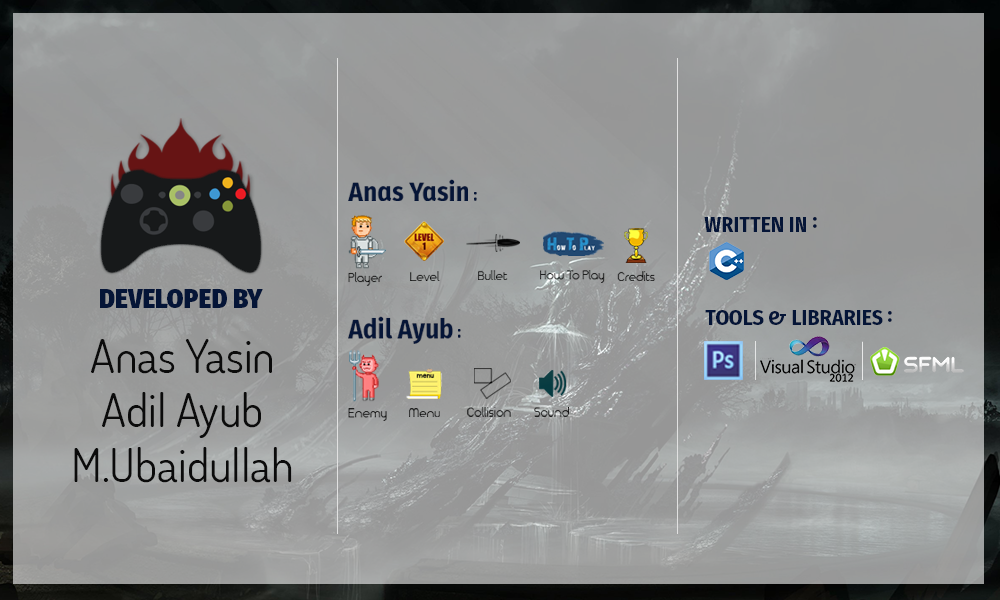 DEVELOPED BY
Anas Yasin
Adil Ayub
M.Ubaidullah
Anas Yasin :
LEVEL
1
How To Play
Player
Level
Bullet
How To Play
Credits
Adil Ayub :
menu
Enemy
Menu
Collision
Sound
WRITTEN IN :
C++
TOOLS & LIBRARIES :
Ps
Visual Studio
2012
SFML